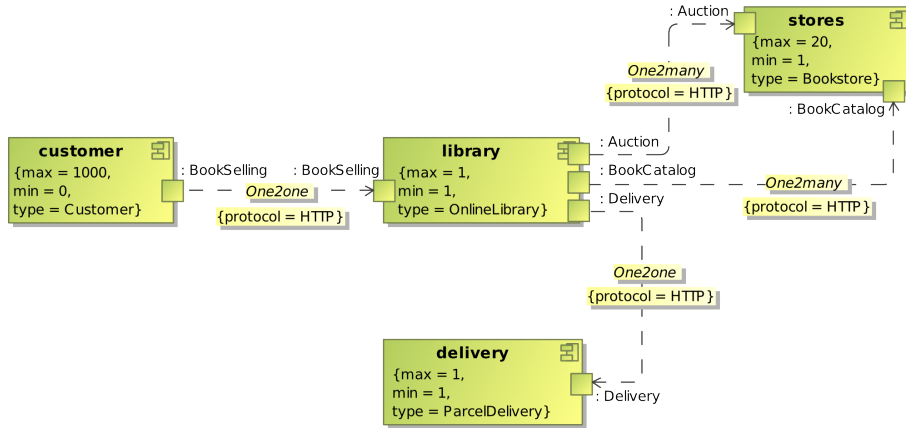 : Auction
stores
{max = 20,
min = 1,
type = Bookstore}
One2many
{protocol = HTTP}
: BookCatalog
customer
{max = 1000,
min = 0,
type = Customer}
: BookSelling
: BookSelling
One2one
{protocol = HTTP}
library
{max = 1,
min = 1,
type = OnlineLibrary}
: Auction
: BookCatalog
: Delivery
One2many
{protocol = HTTP}
One2one
{protocol = HTTP}
delivery
{max = 1,
min = 1,
type = ParcelDelivery}
: Delivery